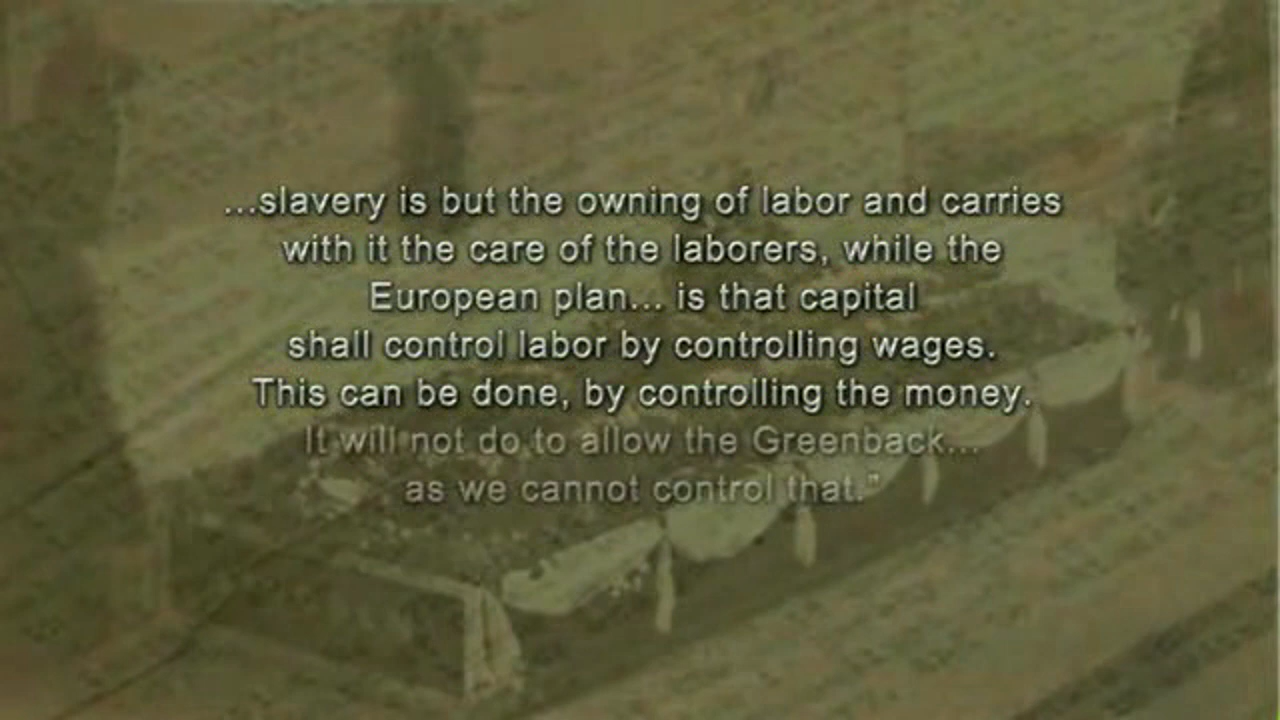 ...slavery is but the owning of labor and carries
with it the care of the laborers, while the
European plan... is that capital
shall control labor by controlling wages.
This can be done, by controlling the money.
It will not do to allow the Greenback...
as we cannot control that."